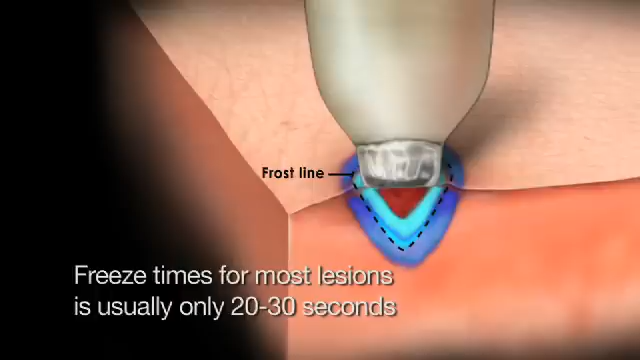 Frost line
Freeze times for most lesions
is usually only 20-30 seconds